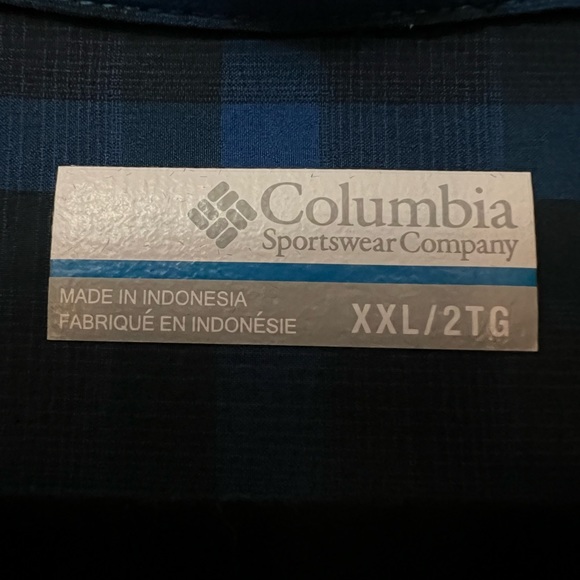 Columbia
Sportswear Company
MADE IN INDONESIA
FABRIQUÉ EN INDONÉSIE
XXL/2TG